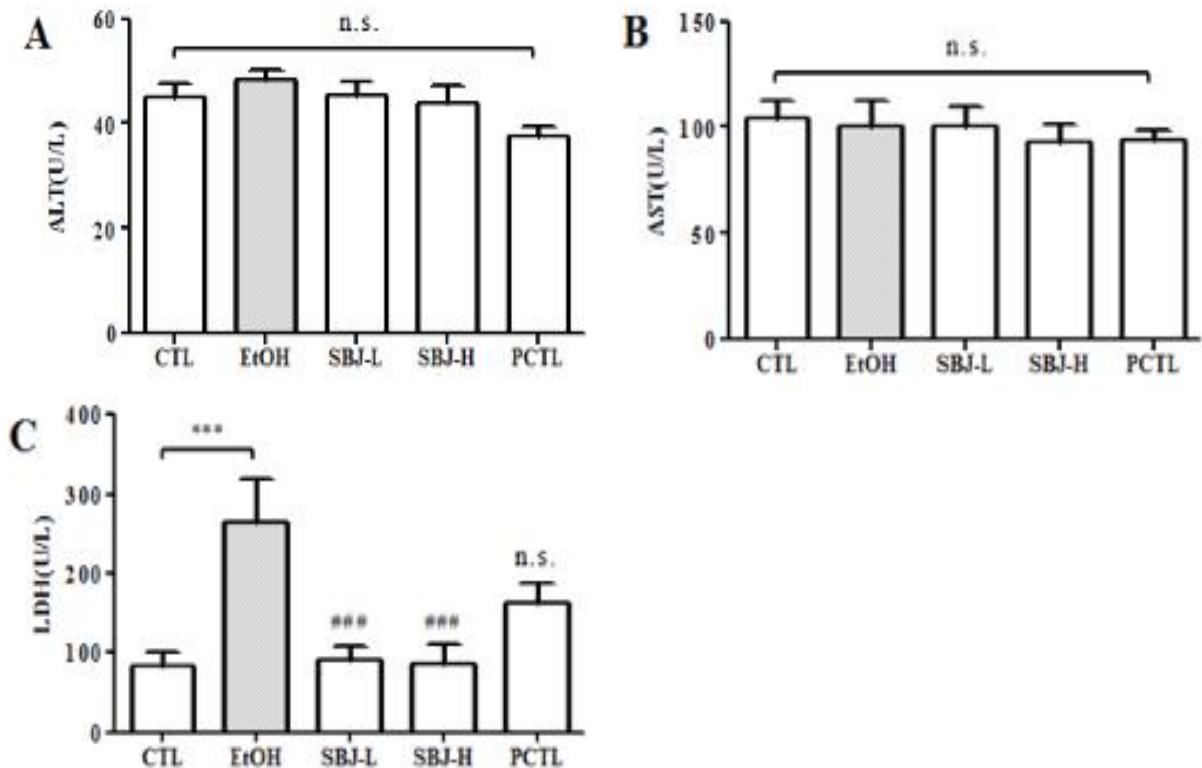 A
ALT(U/L)
60
40
20
0
n.s.
CTL EtOH SBJ-L SBJ-H PCTL
B
AST(U/L)
150
100
50
0
n.s.
CTL EtOH SBJ-L SBJ-H PCTL
C
LDH(U/L)
400
300
200
100
0
***
### ### n.s.
CTL EtOH SBJ-L SBJ-H PCTL